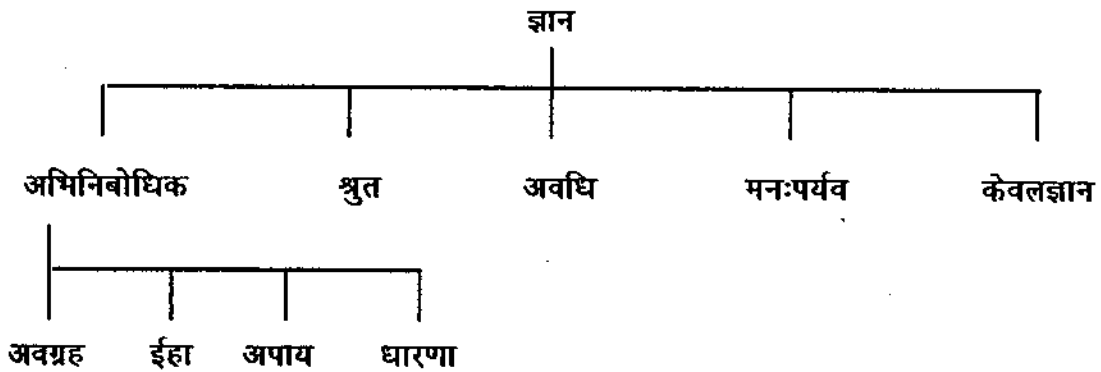 ज्ञान
अभिनिबोधिक श्रुत अवधि मनःपर्यव केवलज्ञान
अवग्रह ईहा अपाय धारणा